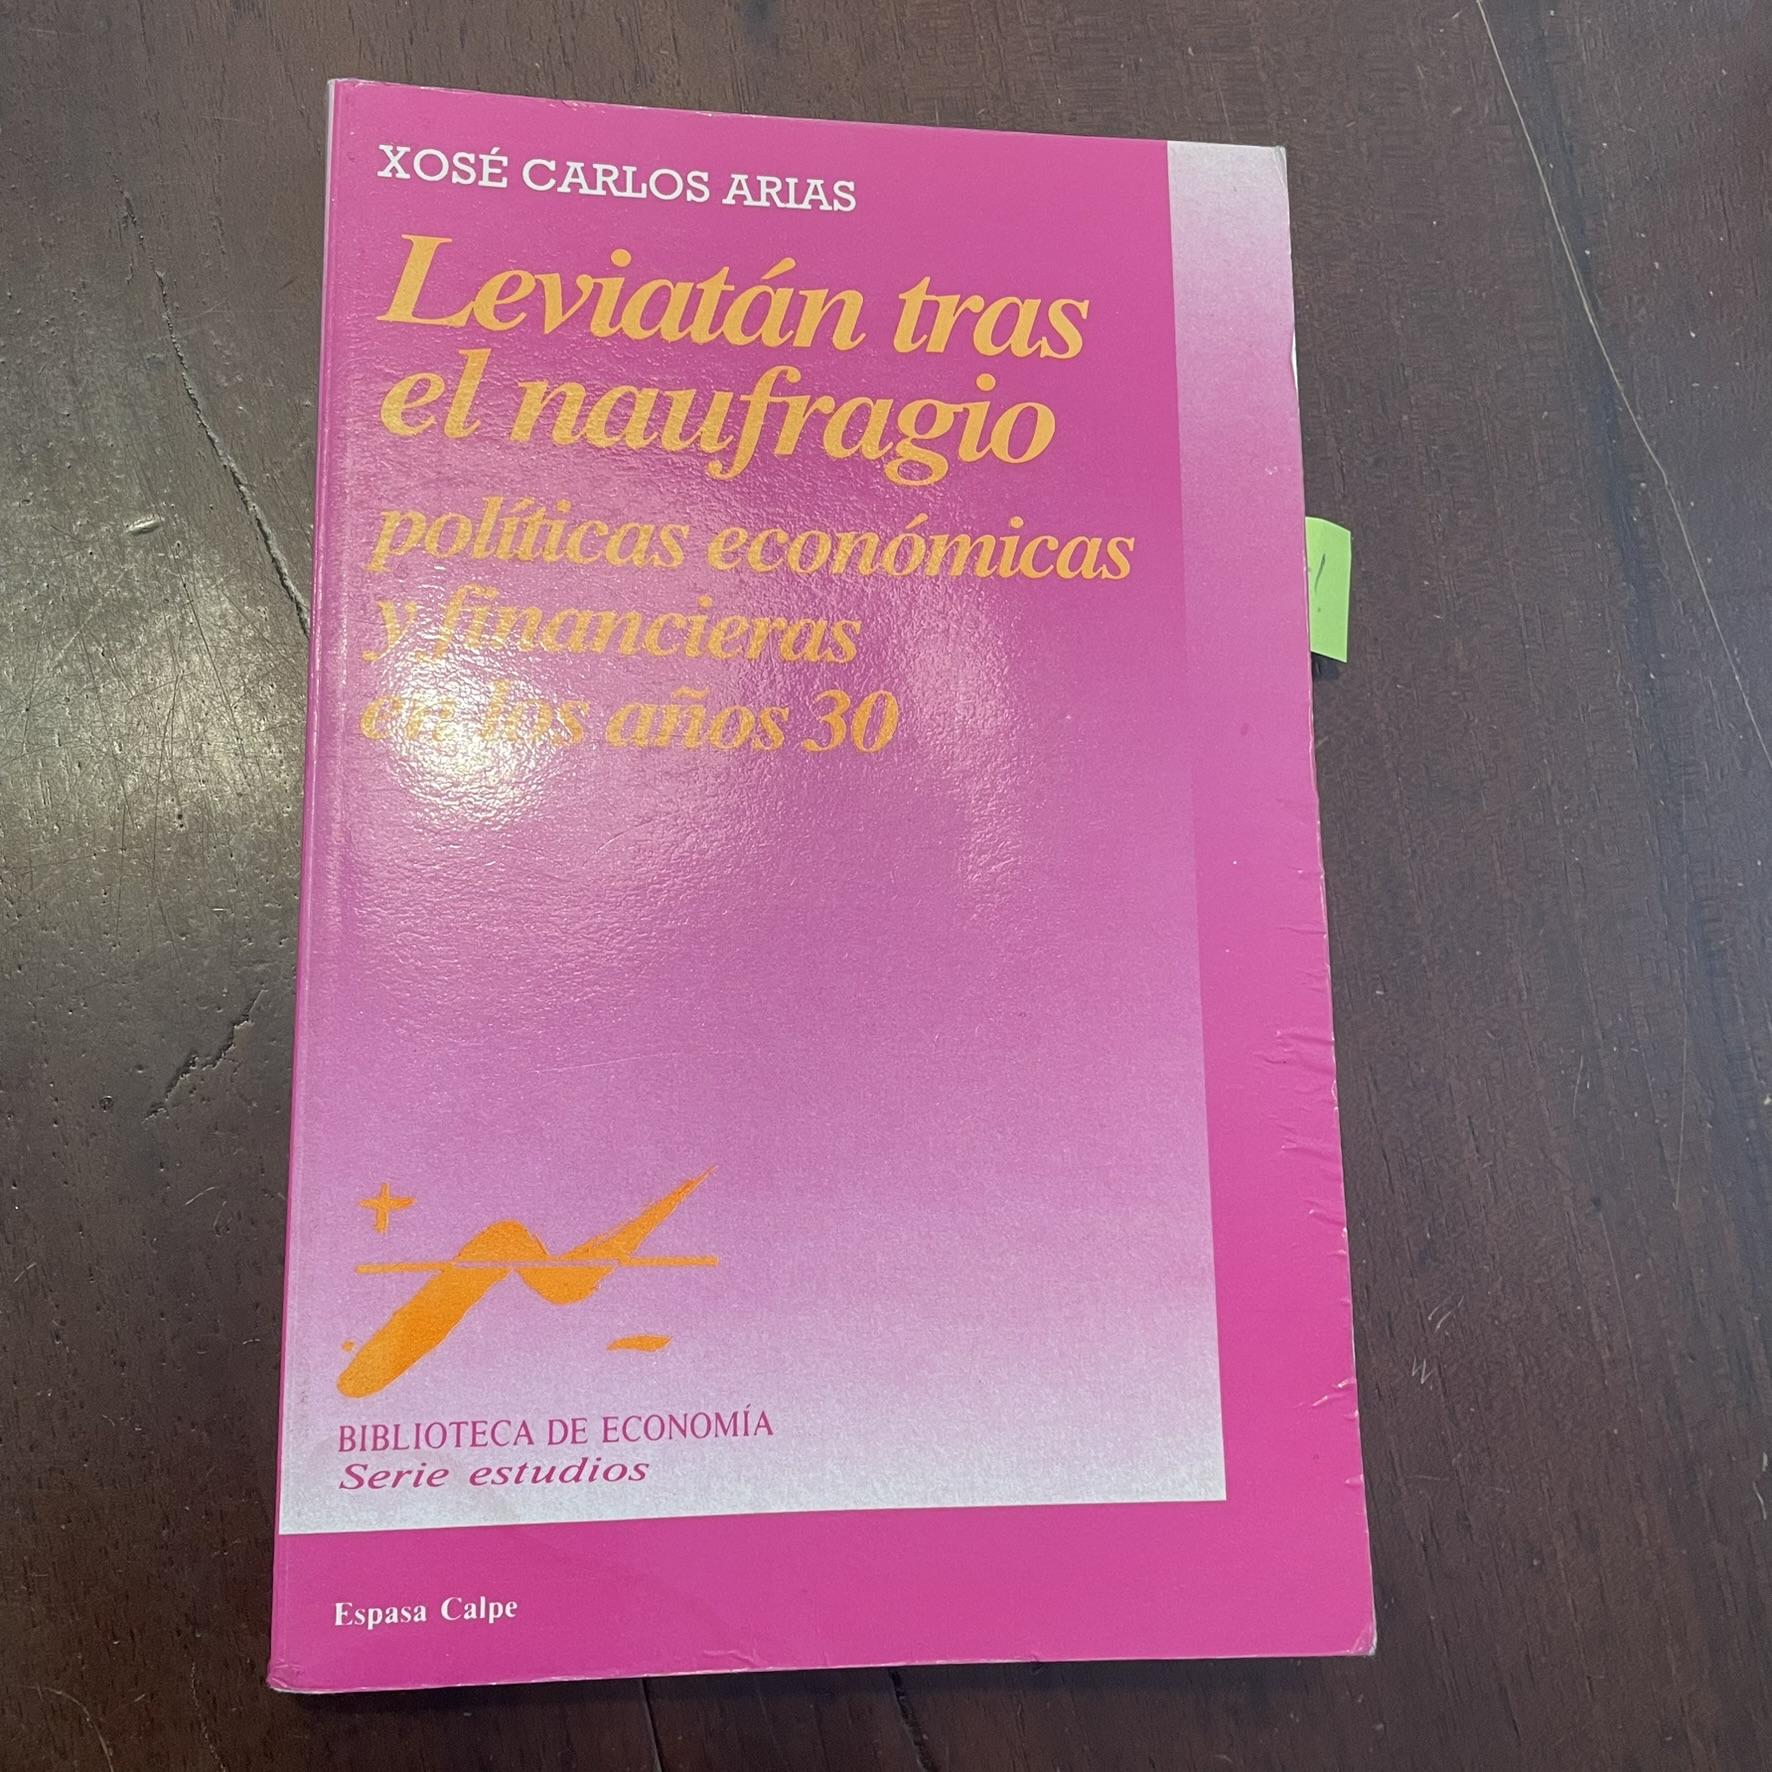 XOSÉ CARLOS ARIAS
Leviatán tras
el naufragio
políticas económicas
y financieras
en los años 30
BIBLIOTECA DE ECONOMÍA
Serie estudios
Espasa Calpe